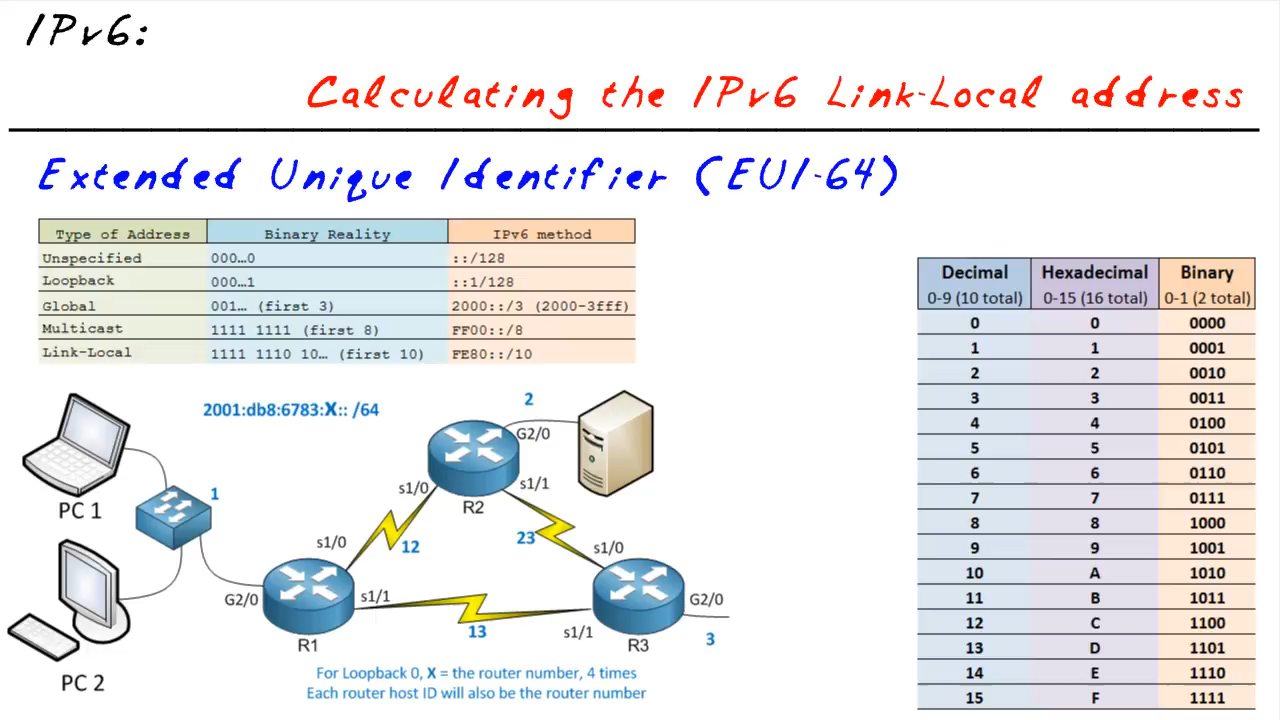 IPv6:
Calculating the IPv6 Link-Local address
Extended Unique Identifier (EUI-64)
Type of Address Binary Reality IPv6 method
Unspecified 000…0 ::/128
Loopback 000…1 ::1/128
Global 001… (first 3) 2000::/3 (2000-3fff)
Multicast 1111 1111 (first 8) FF00::/8
Link-Local 1111 1110 10… (first 10) FE80::/10
Decimal Hexadecimal Binary
0-9 (10 total) 0-15 (16 total) 0-1 (2 total)
0 0 0000
1 1 0001
2 2 0010
3 3 0011
4 4 0100
5 5 0101
6 6 0110
7 7 0111
8 8 1000
9 9 1001
10 A 1010
11 B 1011
12 C 1100
13 D 1101
14 E 1110
15 F 1111
2001:db8:6783:X:: /64
2
G2/0
PC 1
1
s1/0
s1/1
R2
s1/0
12
23
s1/0
G2/0
s1/1
G2/0
R1
13
s1/1
R3
3
PC 2
For Loopback 0, X = the router number, 4 times
Each router host ID will also be the router number